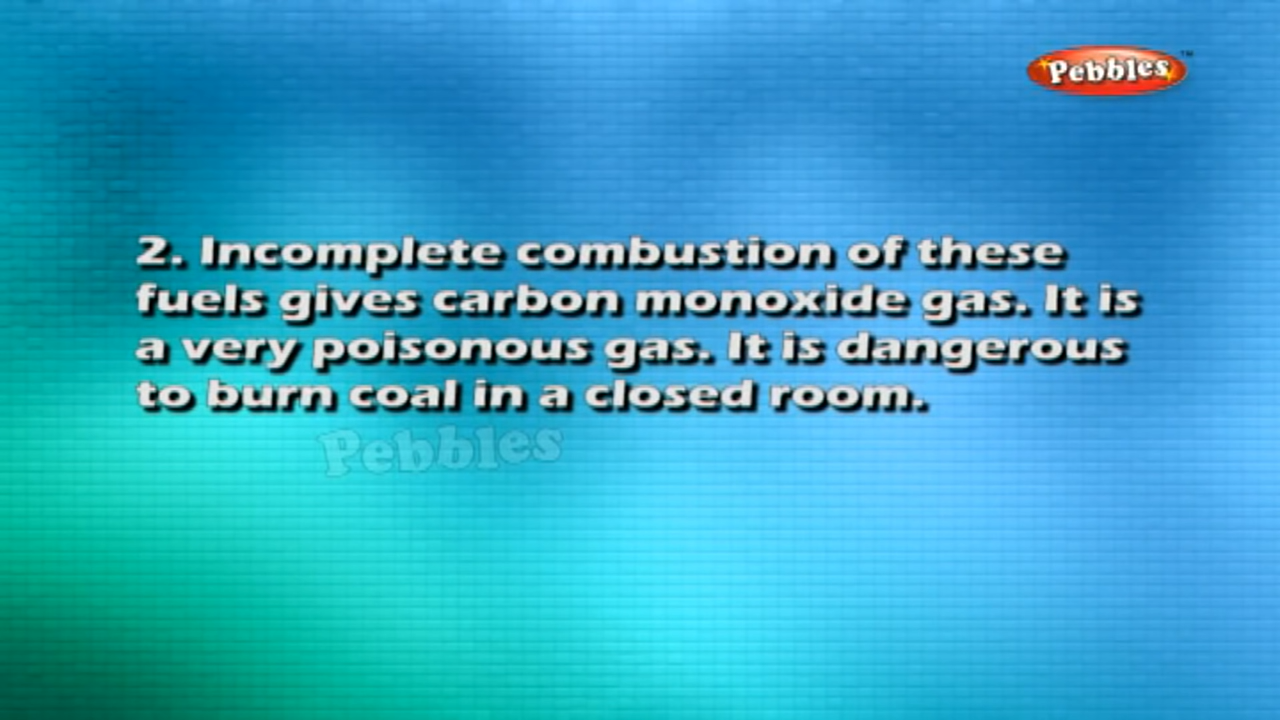 Pebbles™
2. Incomplete combustion of these
fuels gives carbon monoxide gas. It is
a very poisonous gas. It is dangerous
to burn coal in a closed room.
Pebbles